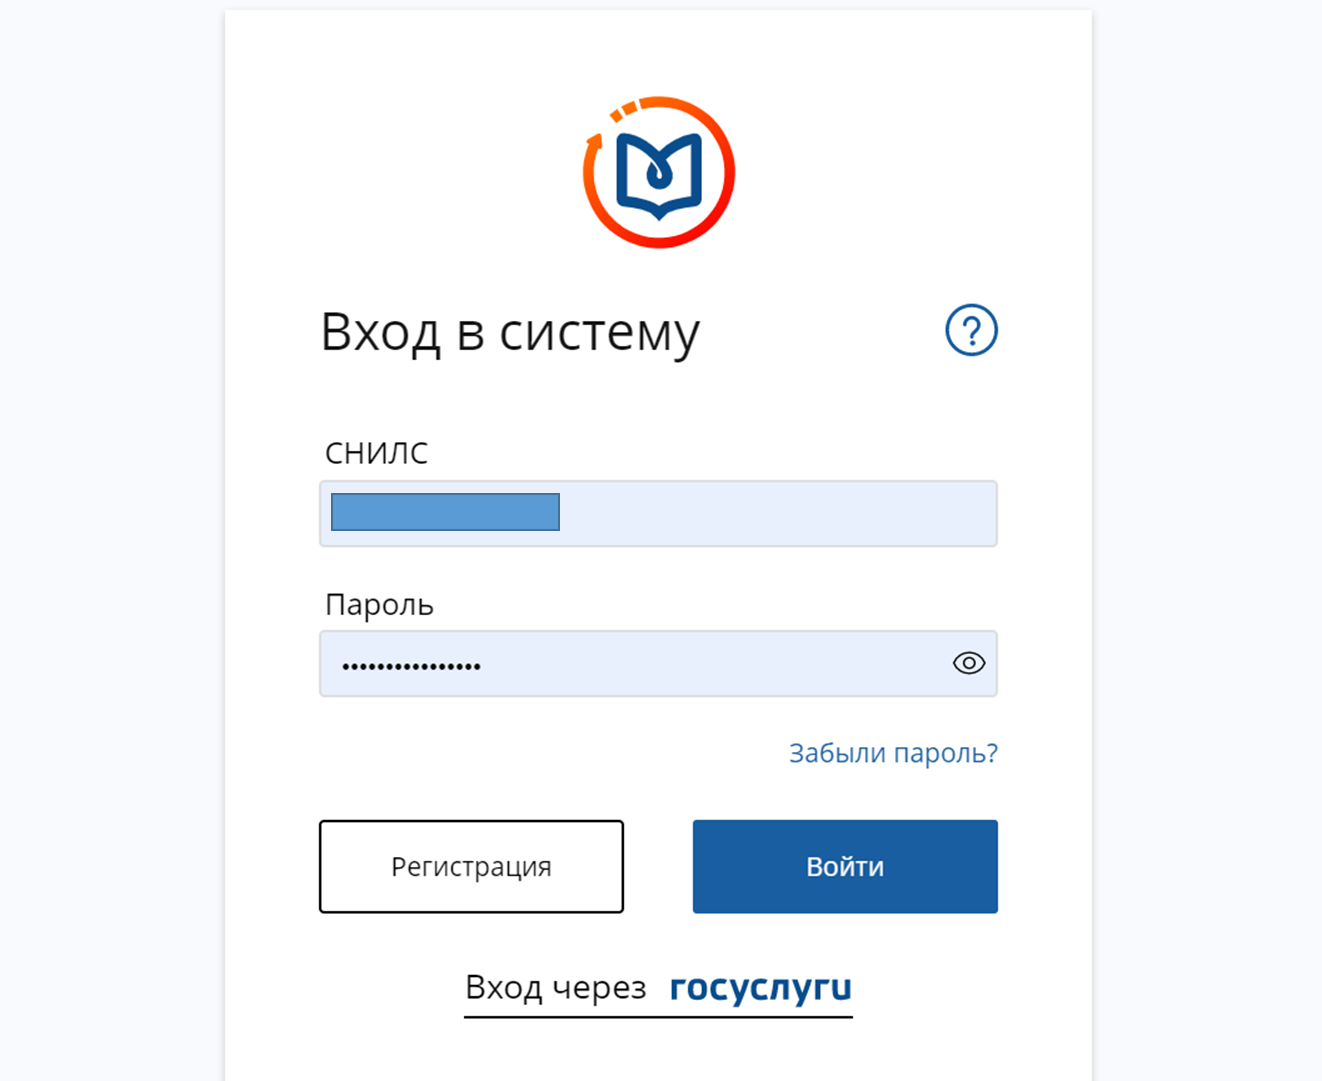 Вход в систему
?
СНИЛС
Пароль
••••••••••••••••
Забыли пароль?
Регистрация
Войти
Вход через госуслуги